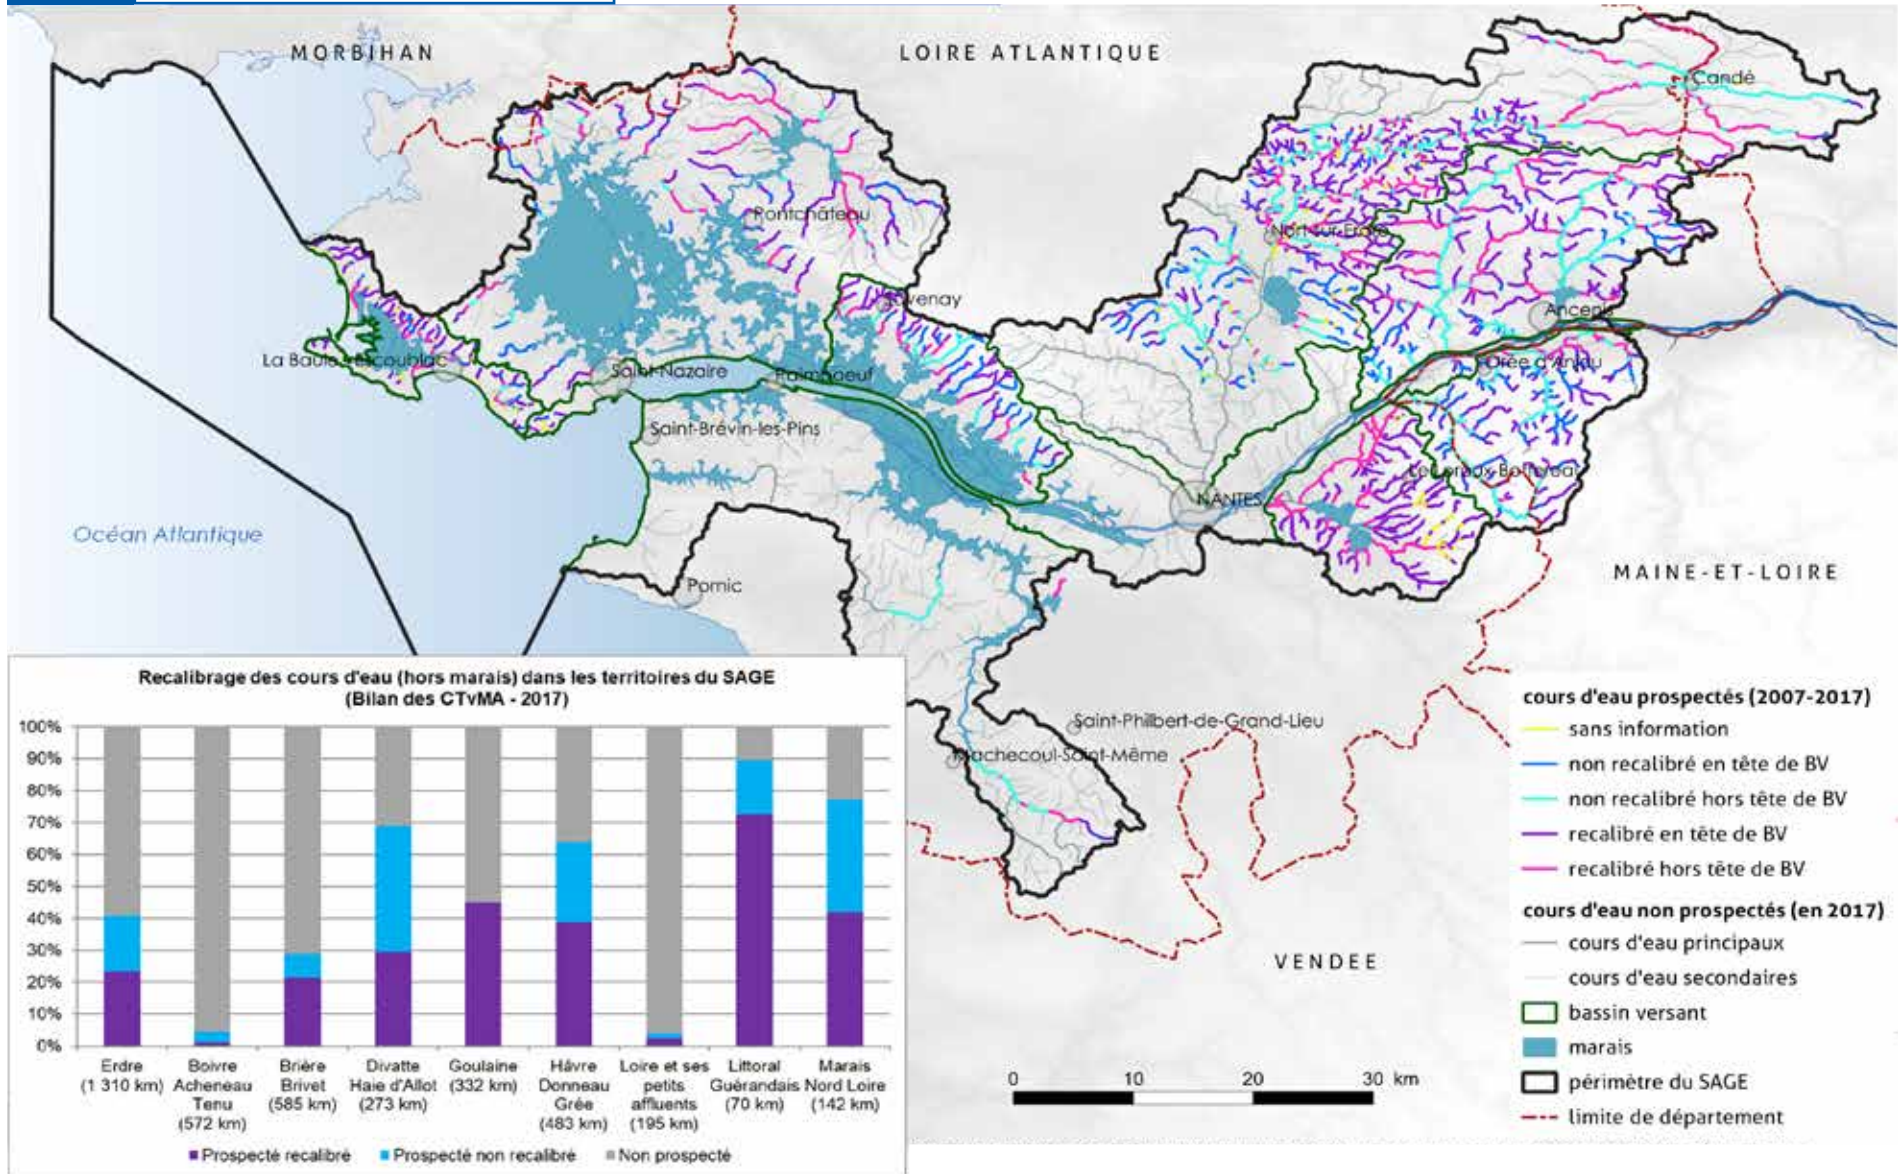 MORBIHAN
LOIRE ATLANTIQUE
Candé
Pontchâteau
Nort-sur-Erdre
Savenay
Ancenis
La Baule-Escoublac
Saint-Nazaire
Paimboeuf
Orée d'Anjou
Saint-Brévin-les-Pins
Le Loroux-Bottereau
NANTES
Océan Atlantique
Pornic
MAINE-ET-LOIRE
Saint-Philbert-de-Grand-Lieu
Machecoul-Saint-Même
VENDEE
Recalibrage des cours d'eau (hors marais) dans les territoires du SAGE
(Bilan des CTvMA - 2017)
100%
90%
80%
70%
60%
50%
40%
30%
20%
10%
0%
Erdre
(1 310 km)
Boivre
Acheneau
Tenu
(572 km)
Brière
Brivet
(585 km)
Divatte
Haie d'Allot
(273 km)
Goulaine
(332 km)
Hâvre
Donneau
Grée
(483 km)
Loire et ses
petits
affluents
(195 km)
Littoral
Guérandais
(70 km)
Marais
Nord Loire
(142 km)
Prospecté recalibré
Prospecté non recalibré
Non prospecté
0 10 20 30 km
cours d'eau prospectés (2007-2017)
sans information
non recalibré en tête de BV
non recalibré hors tête de BV
recalibré en tête de BV
recalibré hors tête de BV
cours d'eau non prospectés (en 2017)
cours d'eau principaux
cours d'eau secondaires
bassin versant
marais
périmètre du SAGE
limite de département